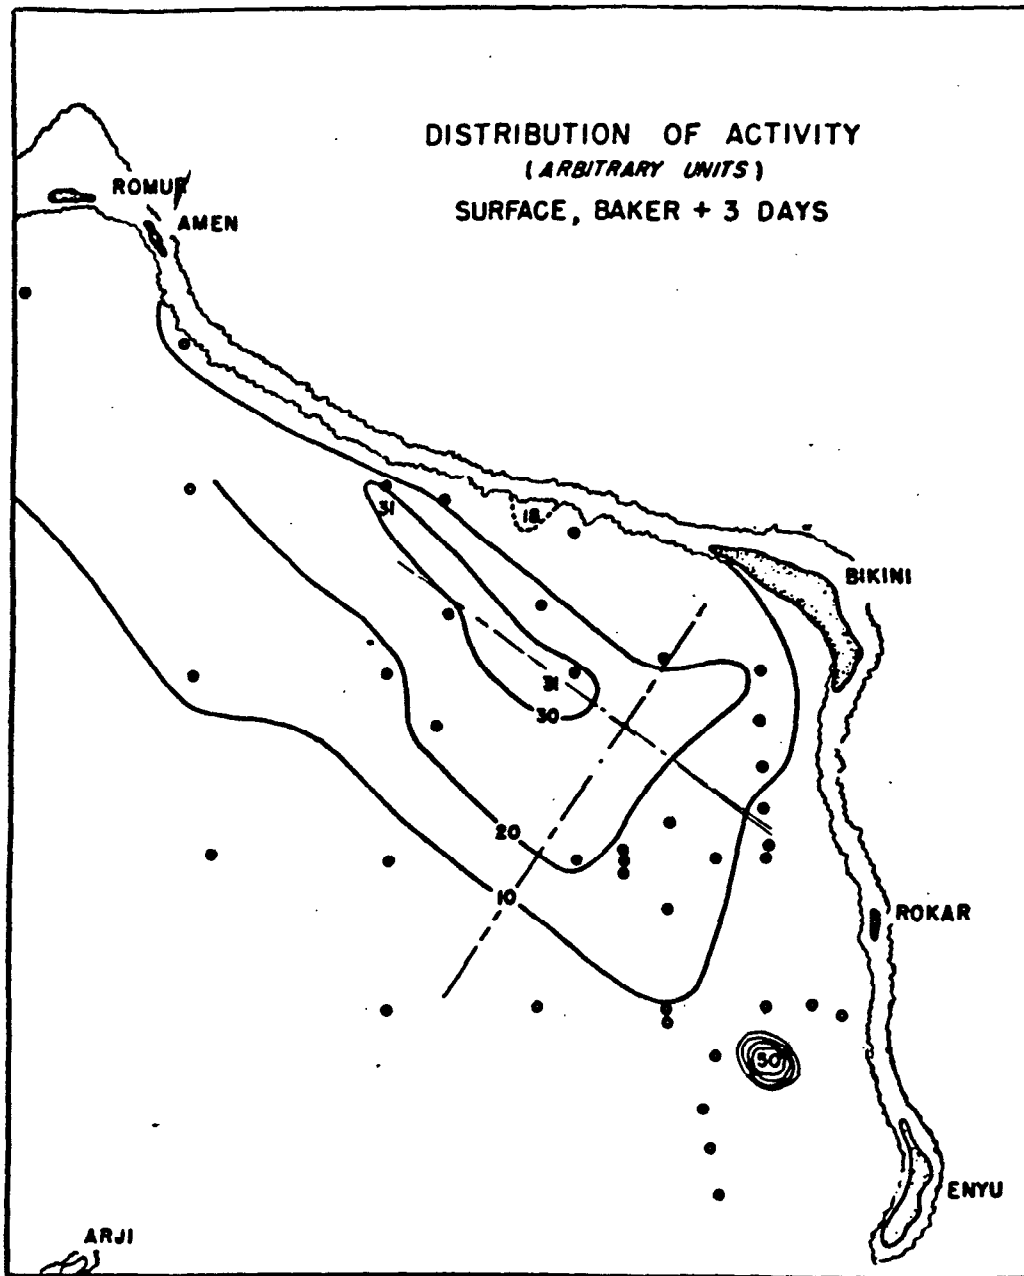 DISTRIBUTION OF ACTIVITY
(ARBITRARY UNITS)
SURFACE, BAKER + 3 DAYS
ROMUR
AMEN
31
18
BIKINI
31
30
20
10
ROKAR
50
ENYU
ARJI